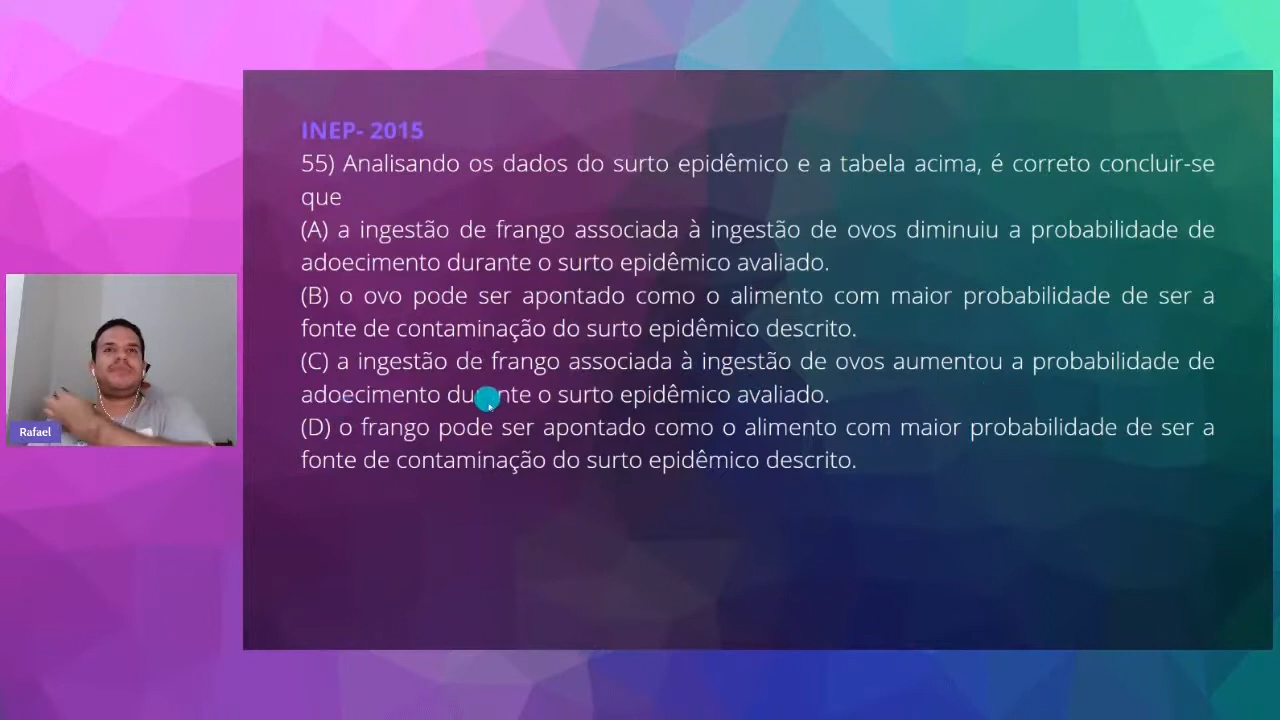 INEP- 2015
55) Analisando os dados do surto epidêmico e a tabela acima, é correto concluir-se
que
(A) a ingestão de frango associada à ingestão de ovos diminuiu a probabilidade de
adoecimento durante o surto epidêmico avaliado.
(B) o ovo pode ser apontado como o alimento com maior probabilidade de ser a
fonte de contaminação do surto epidêmico descrito.
(C) a ingestão de frango associada à ingestão de ovos aumentou a probabilidade de
adoecimento durante o surto epidêmico avaliado.
(D) o frango pode ser apontado como o alimento com maior probabilidade de ser a
fonte de contaminação do surto epidêmico descrito.
Rafael